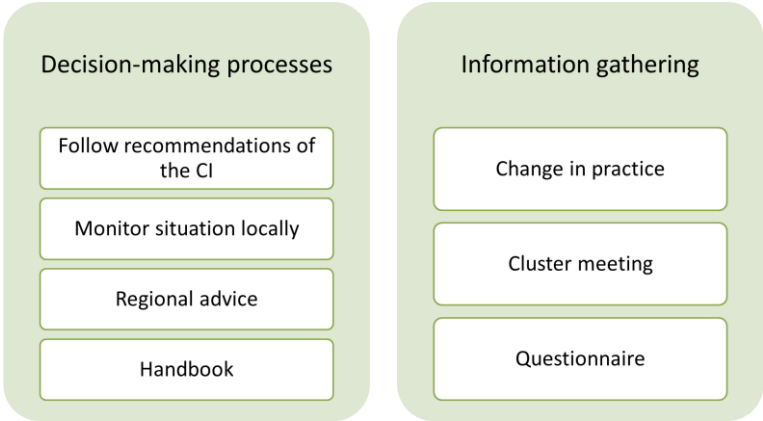 Decision-making processes
Follow recommendations of
the CI
Monitor situation locally
Regional advice
Handbook
Information gathering
Change in practice
Cluster meeting
Questionnaire